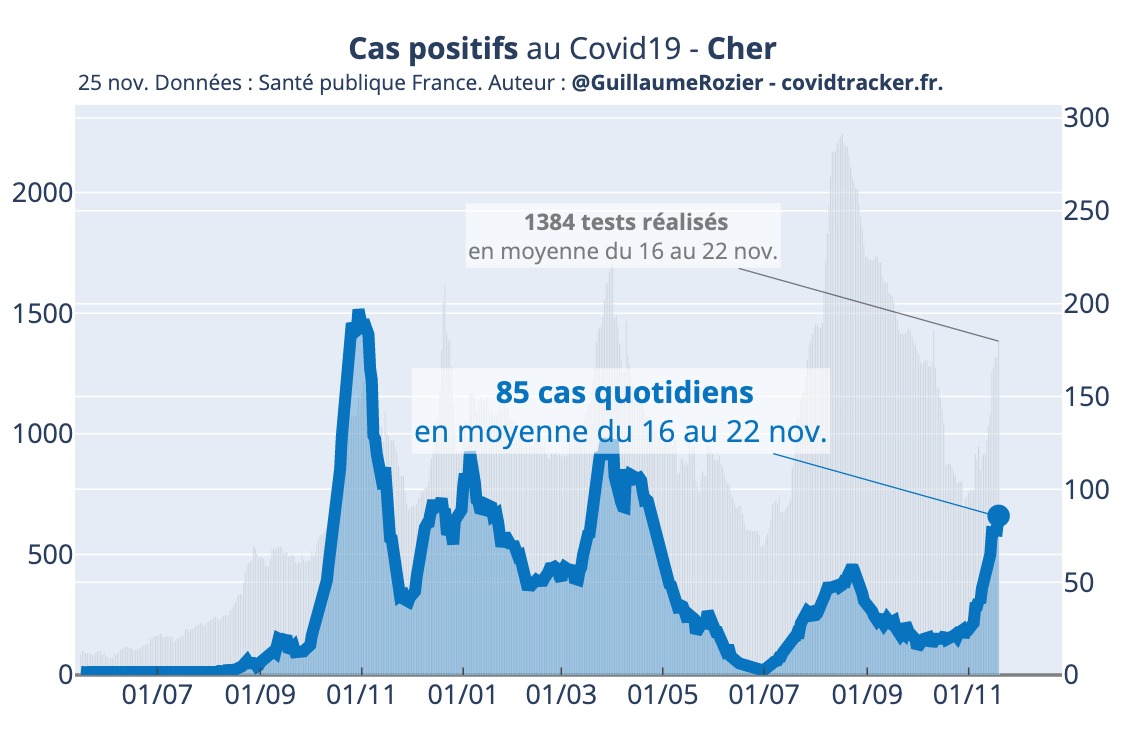 Cas positifs au Covid19 - Cher
25 nov. Données : Santé publique France. Auteur : @GuillaumeRozier - covidtracker.fr.
300
2000
250
1384 tests réalisés
en moyenne du 16 au 22 nov.
1500
200
85 cas quotidiens
en moyenne du 16 au 22 nov.
150
1000
100
500
50
0
0
01/07 01/09 01/11 01/01 01/03 01/05 01/07 01/09 01/11